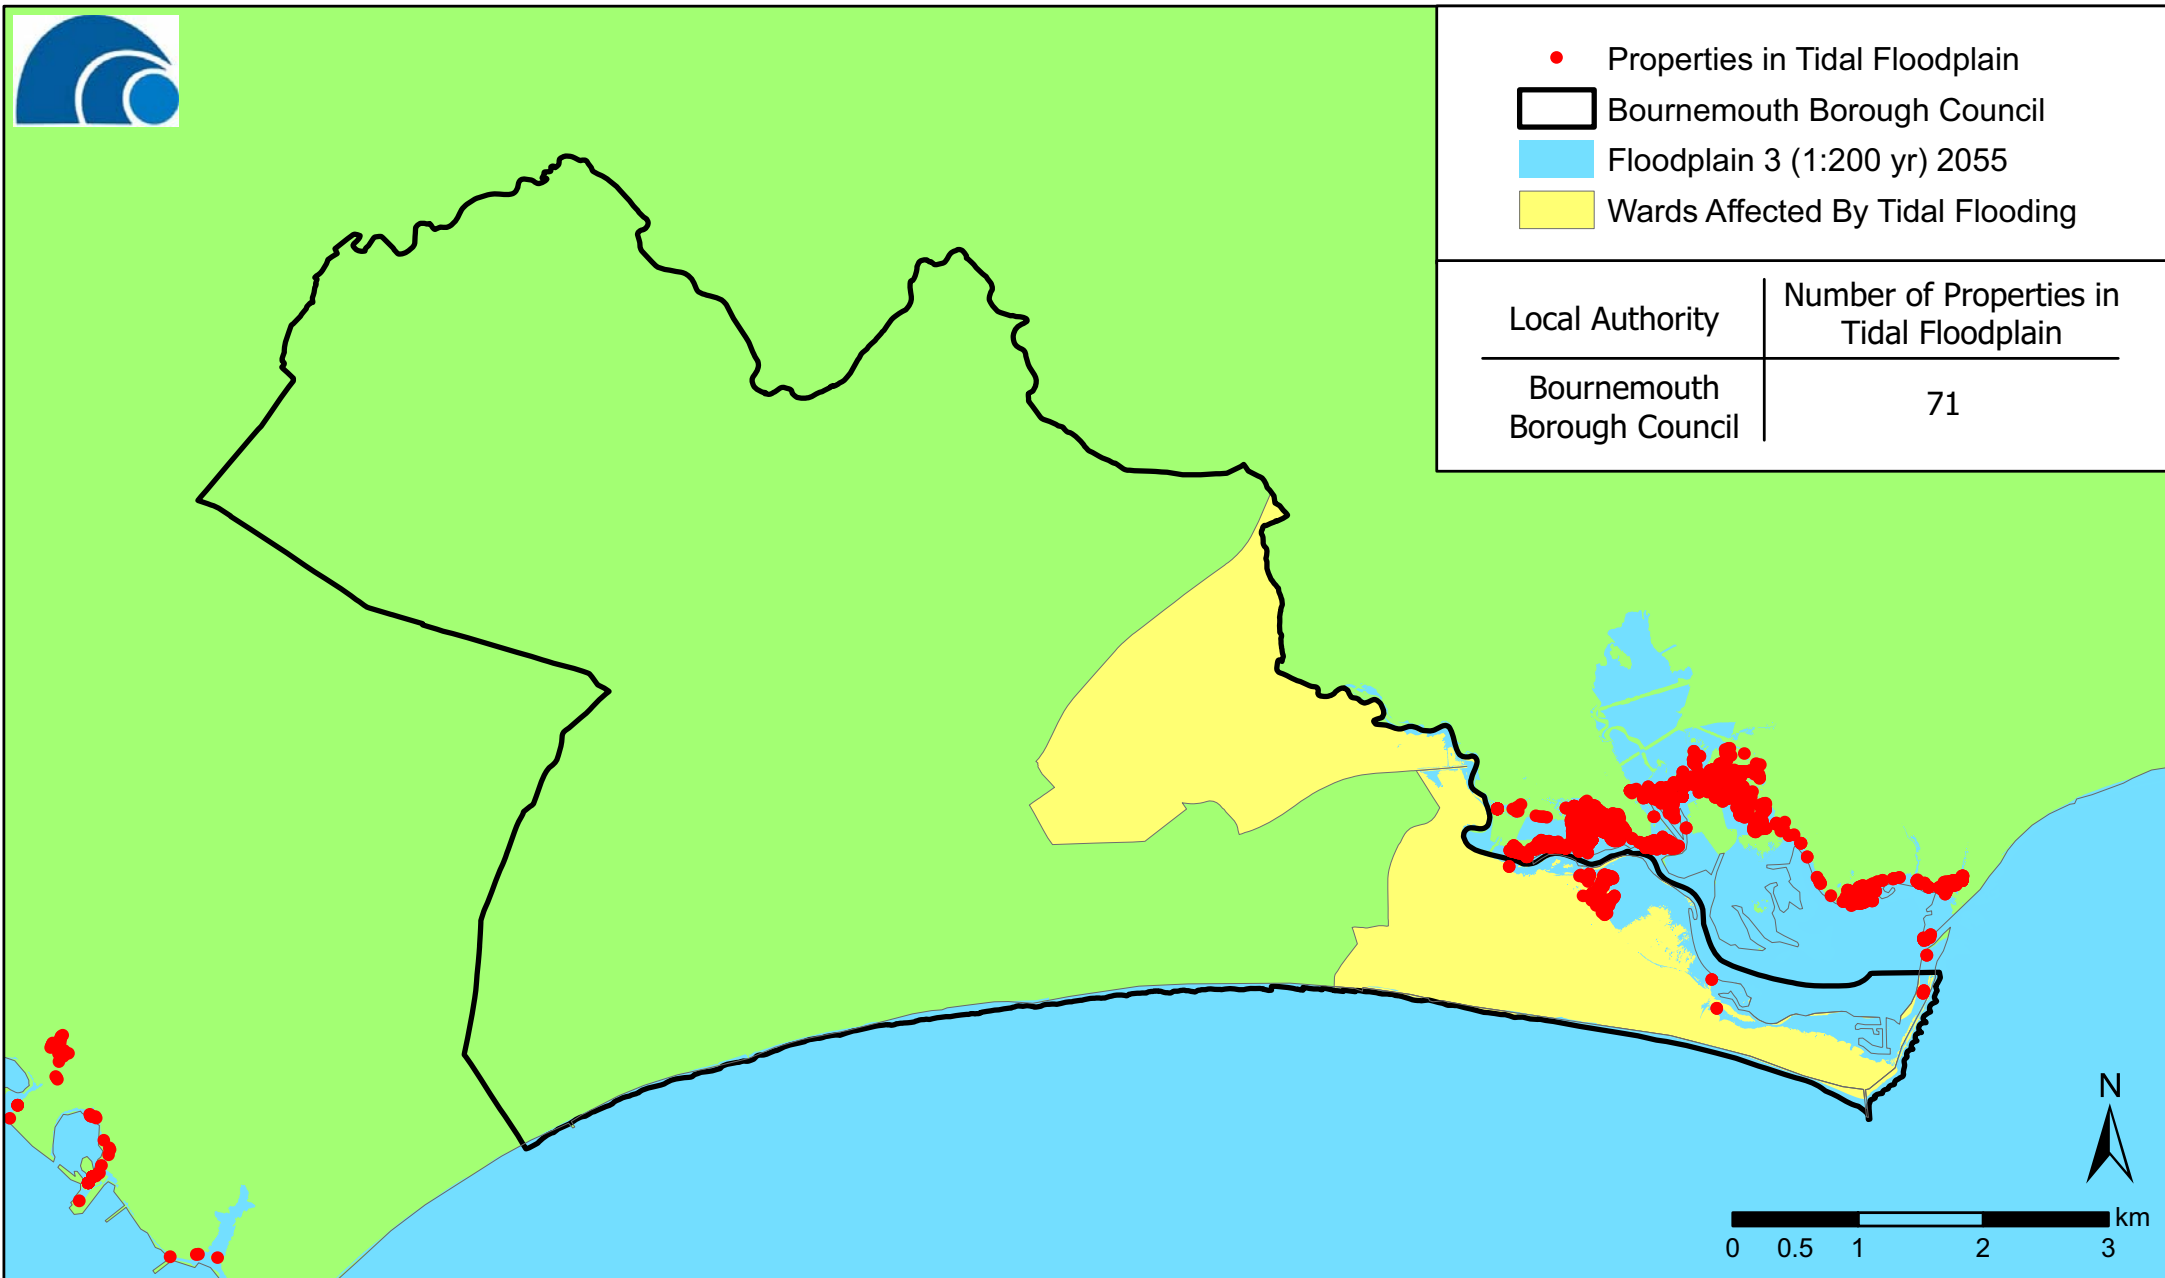 Properties in Tidal Floodplain
Bournemouth Borough Council
Floodplain 3 (1:200 yr) 2055
Wards Affected By Tidal Flooding
Local Authority
Number of Properties in
Tidal Floodplain
Bournemouth
Borough Council
71
N
km
0 0.5 1 2 3